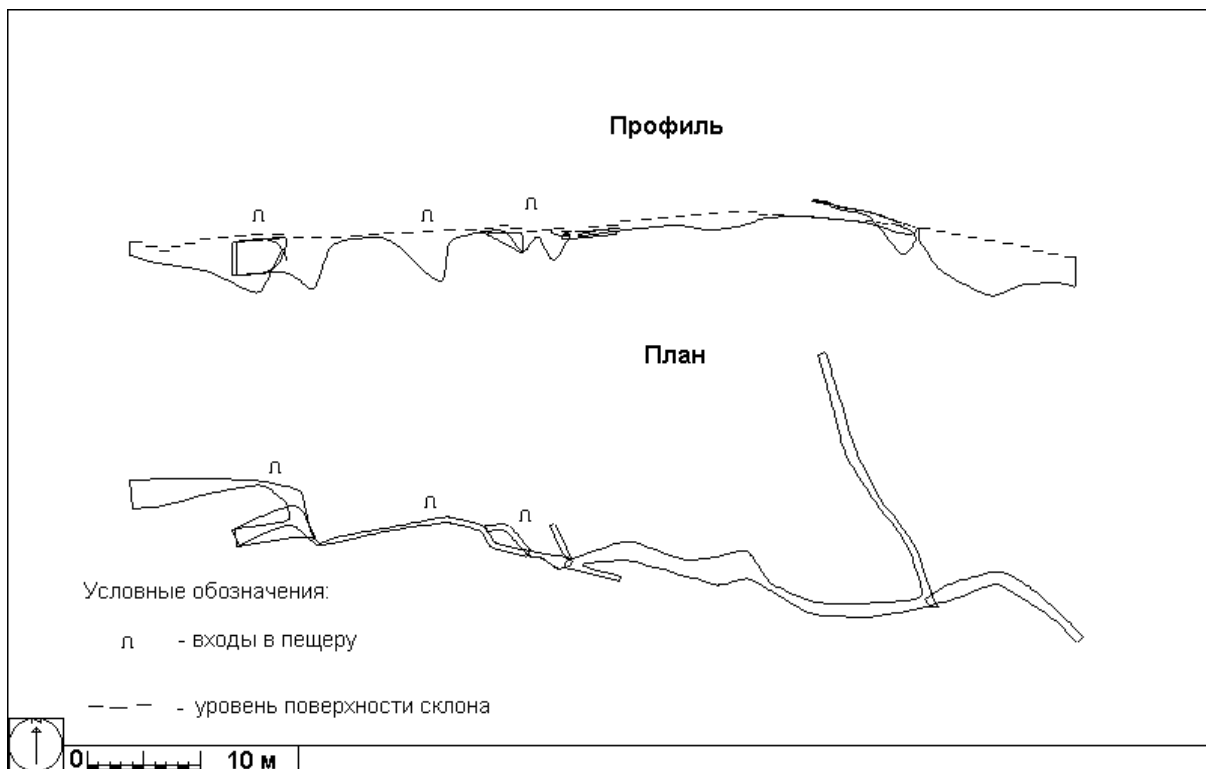 Профиль
План
Условные обозначения:
- входы в пещеру
- уровень поверхности склона
0 10 м